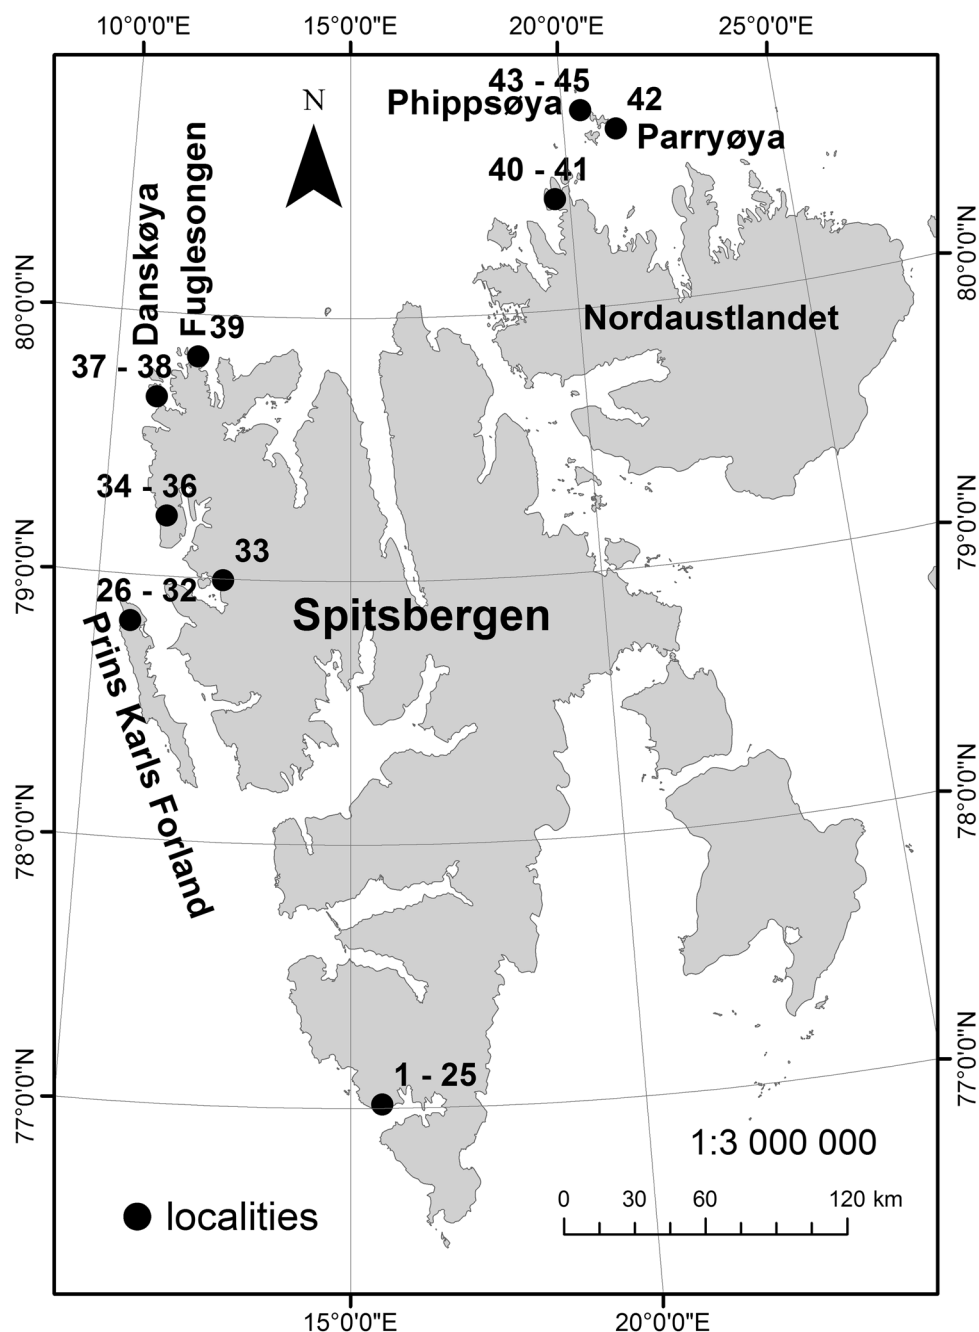 10°0'0"E
15°0'0"E
20°0'0"E
25°0'0"E
43 - 45
Phippsøya
42
Parryøya
N
40 - 41
Danskøya
Fuglesongen
80°0'0"N
80°0'0"N
Nordaustlandet
39
37 - 38
34 - 36
79°0'0"N
79°0'0"N
33
26 - 32
Spitsbergen
Prins Karls Forland
78°0'0"N
78°0'0"N
77°0'0"N
77°0'0"N
1 - 25
1:3 000 000
0 30 60 120 km
localities
15°0'0"E
20°0'0"E